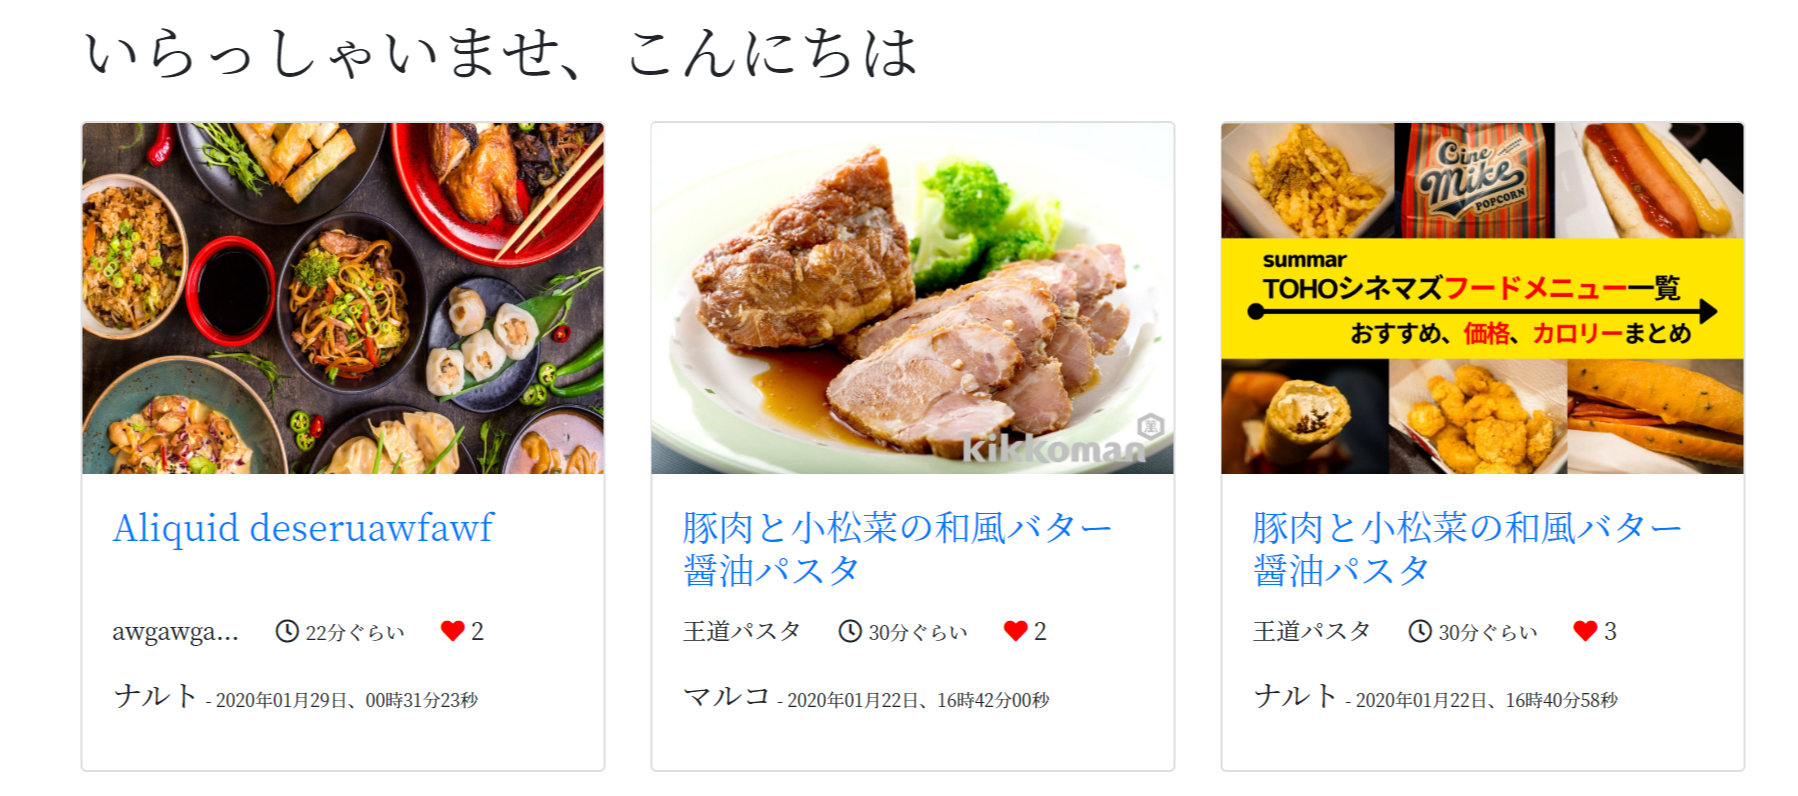 いらっしゃいませ、こんにちは
kikkoman
Cine
Mike
POPCORN
summar
TOHOシネマズフードメニュー一覧
おすすめ、価格、カロリーまとめ
Aliquid deseruawfawf
awgawga... 22分ぐらい 2
ナルト - 2020年01月29日、00時31分23秒
豚肉と小松菜の和風バター
醤油パスタ
王道パスタ 30分ぐらい 2
マルコ - 2020年01月22日、16時42分00秒
豚肉と小松菜の和風バター
醤油パスタ
王道パスタ 30分ぐらい 3
ナルト - 2020年01月22日、16時40分58秒